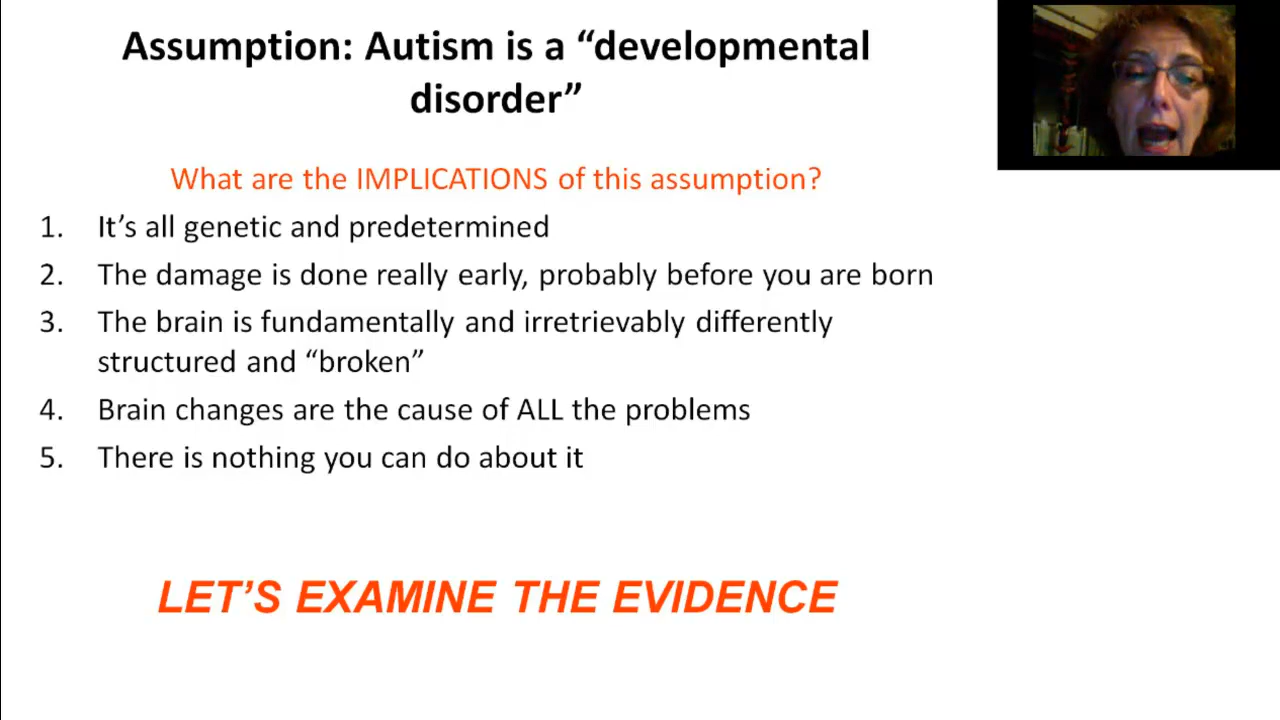 Assumption: Autism is a “developmental
disorder”
What are the IMPLICATIONS of this assumption?
1. It’s all genetic and predetermined
2. The damage is done really early, probably before you are born
3. The brain is fundamentally and irretrievably differently
structured and “broken”
4. Brain changes are the cause of ALL the problems
5. There is nothing you can do about it
LET’S EXAMINE THE EVIDENCE